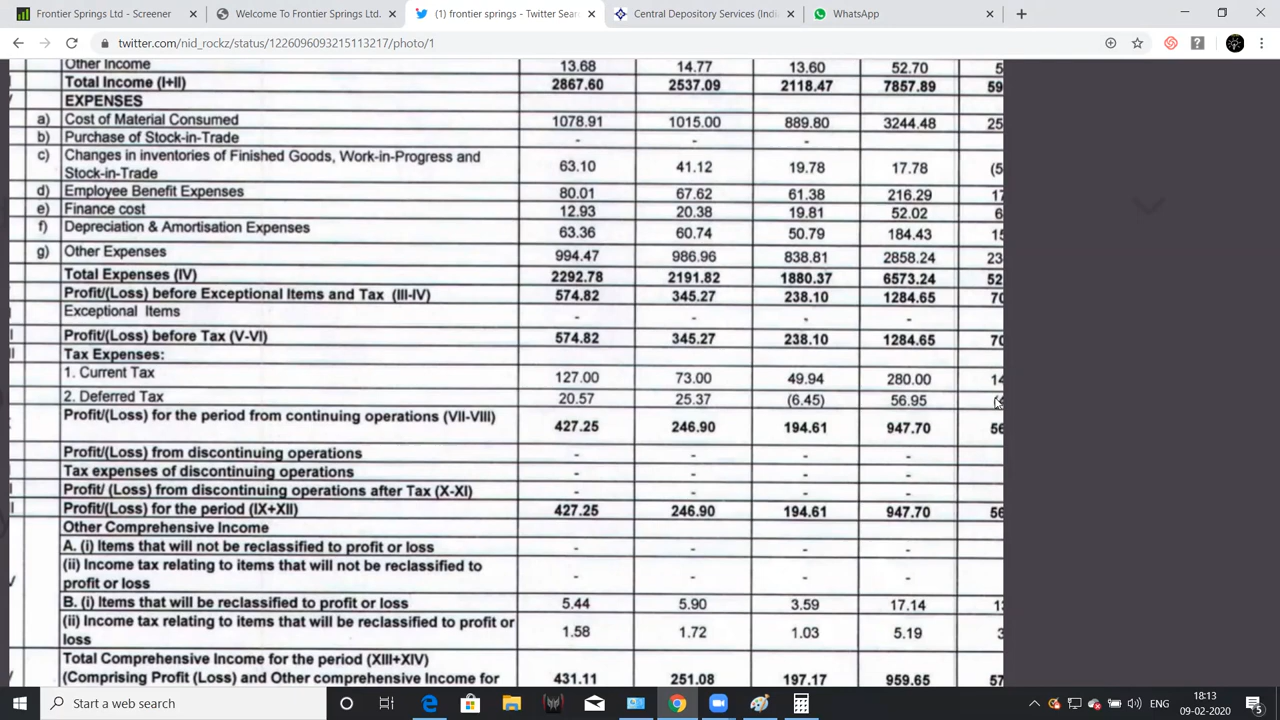 Frontier Springs Ltd - Screener
Welcome To Frontier Springs Ltd.
(1) frontier springs - Twitter Sear
Central Depository Services (Indi
WhatsApp
twitter.com/nid_rockz/status/1226096093215113217/photo/1
Other Income 13.68 14.77 13.60 52.70 5
Total Income (I+II) 2867.60 2537.09 2118.47 7857.89 59
EXPENSES
a) Cost of Material Consumed 1078.91 1015.00 889.80 3244.48 25
b) Purchase of Stock-in-Trade - - -
c) Changes in inventories of Finished Goods, Work-in-Progress and
Stock-in-Trade 63.10 41.12 19.78 17.78 (5
d) Employee Benefit Expenses 80.01 67.62 61.38 216.29 17
e) Finance cost 12.93 20.38 19.81 52.02 6
f) Depreciation & Amortisation Expenses 63.36 60.74 50.79 184.43 15
g) Other Expenses 994.47 986.96 838.81 2858.24 23
Total Expenses (IV) 2292.78 2191.82 1880.37 6573.24 52
Profit/(Loss) before Exceptional Items and Tax (III-IV) 574.82 345.27 238.10 1284.65 70
Exceptional Items - - - -
Profit/(Loss) before Tax (V-VI) 574.82 345.27 238.10 1284.65 70
Tax Expenses:
1. Current Tax 127.00 73.00 49.94 280.00 14
2. Deferred Tax 20.57 25.37 (6.45) 56.95
Profit/(Loss) for the period from continuing operations (VII-VIII) 427.25 246.90 194.61 947.70 56
Profit/(Loss) from discontinuing operations - - - -
Tax expenses of discontinuing operations - - - -
Profit/ (Loss) from discontinuing operations after Tax (X-XI) - - - -
Profit/(Loss) for the period (IX+XII) 427.25 246.90 194.61 947.70 56
Other Comprehensive Income
A. (i) Items that will not be reclassified to profit or loss - - - -
(ii) Income tax relating to items that will not be reclassified to
profit or loss - - - -
B. (i) Items that will be reclassified to profit or loss 5.44 5.90 3.59 17.14 13
(ii) Income tax relating to items that will be reclassified to profit or
loss 1.58 1.72 1.03 5.19 3
Total Comprehensive Income for the period (XIII+XIV)
(Comprising Profit (Loss) and Other comprehensive Income for 431.11 251.08 197.17 959.65 57
Start a web search
ENG
18:13
09-02-2020
5